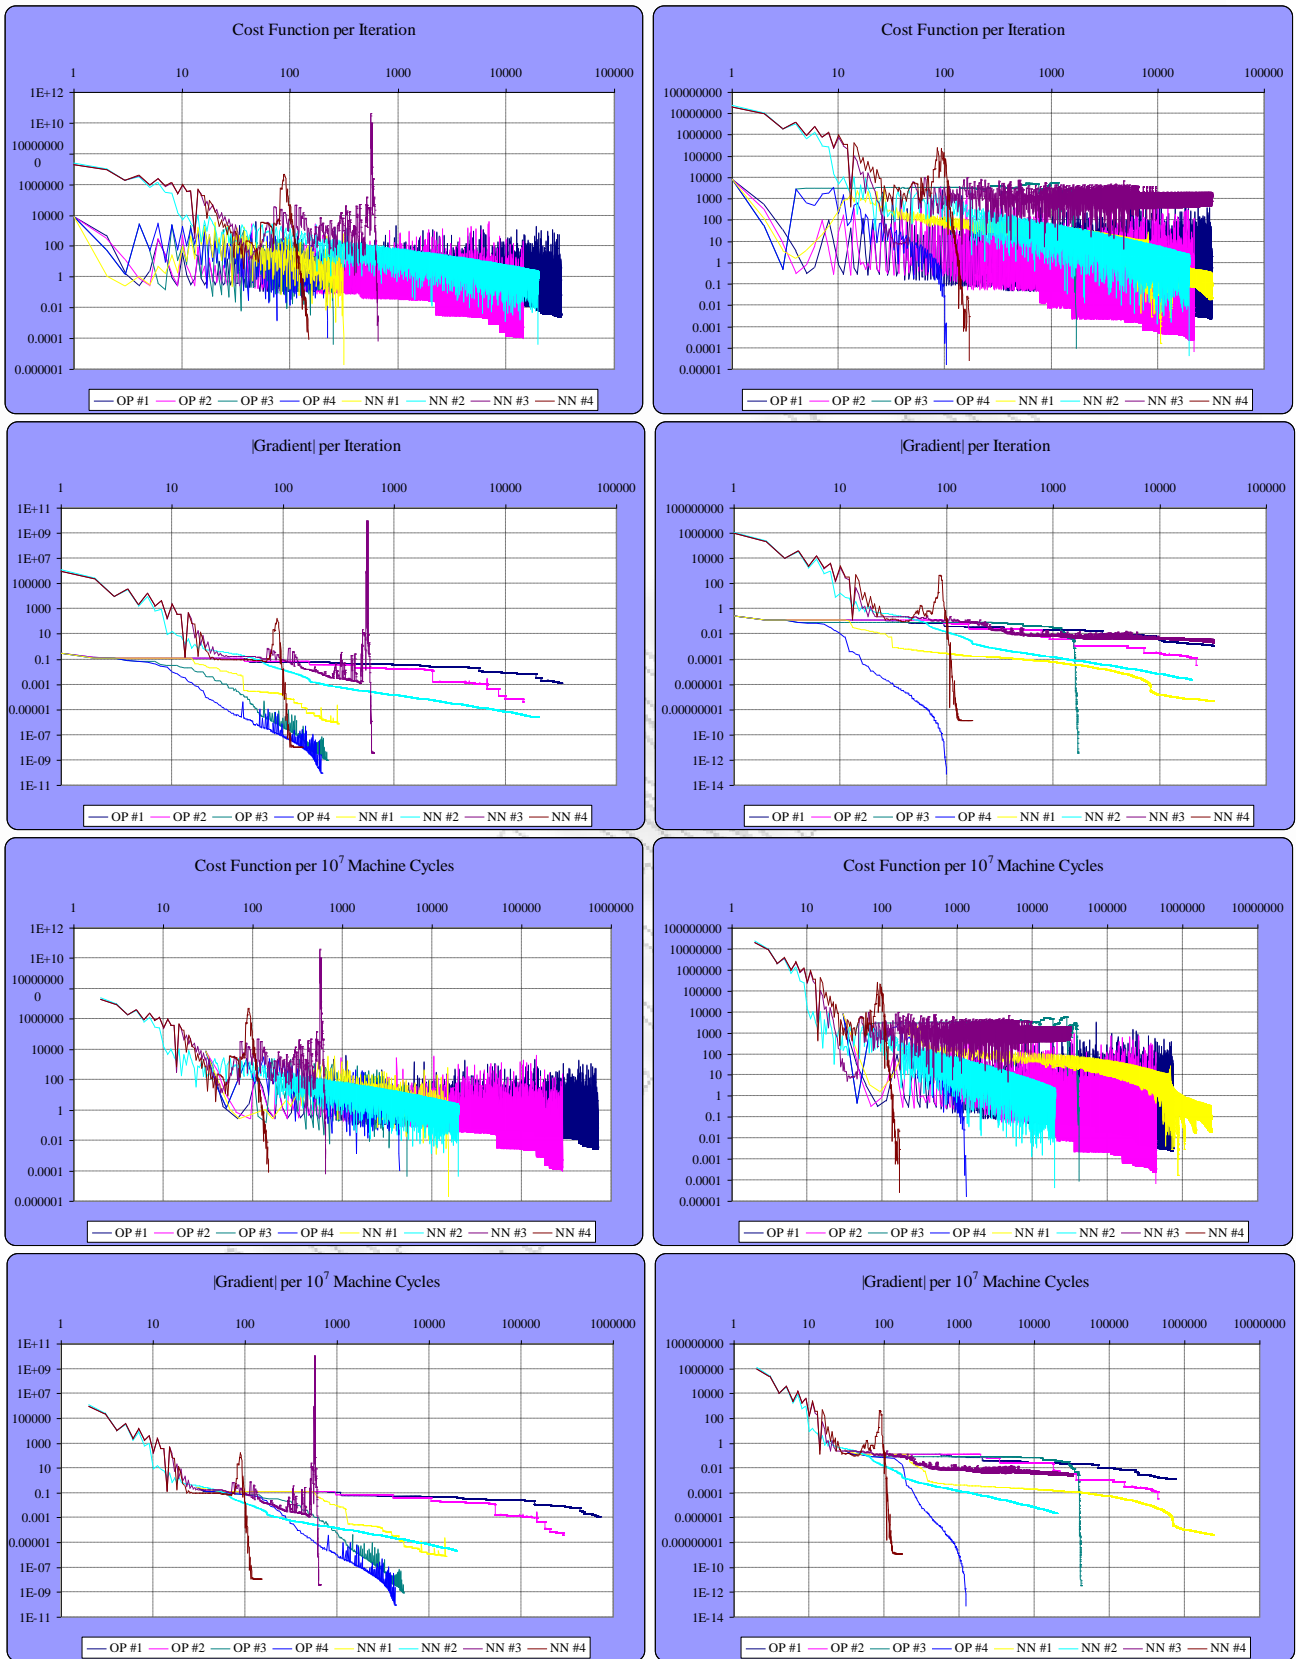 Cost Function per Iteration
1 10 100 1000 10000 100000
1E+12
1E+10
10000000
0
1000000
10000
100
1
0.01
0.0001
0.000001
OP #1 OP #2 OP #3 OP #4 NN #1 NN #2 NN #3 NN #4
Cost Function per Iteration
1 10 100 1000 10000 100000
100000000
10000000
1000000
100000
10000
1000
100
10
1
0.1
0.01
0.001
0.0001
0.00001
OP #1 OP #2 OP #3 OP #4 NN #1 NN #2 NN #3 NN #4
|Gradient| per Iteration
1 10 100 1000 10000 100000
1E+11
1E+09
1E+07
100000
1000
10
0.1
0.001
0.00001
1E-07
1E-09
1E-11
OP #1 OP #2 OP #3 OP #4 NN #1 NN #2 NN #3 NN #4
|Gradient| per Iteration
1 10 100 1000 10000 100000
100000000
1000000
10000
100
1
0.01
0.0001
0.000001
0.00000001
1E-10
1E-12
1E-14
OP #1 OP #2 OP #3 OP #4 NN #1 NN #2 NN #3 NN #4
Cost Function per 10⁷ Machine Cycles
1 10 100 1000 10000 100000 1000000
1E+12
1E+10
10000000
0
1000000
10000
100
1
0.01
0.0001
0.000001
OP #1 OP #2 OP #3 OP #4 NN #1 NN #2 NN #3 NN #4
Cost Function per 10⁷ Machine Cycles
1 10 100 1000 10000 100000 1000000 10000000
100000000
10000000
1000000
100000
10000
1000
100
10
1
0.1
0.01
0.001
0.0001
0.00001
OP #1 OP #2 OP #3 OP #4 NN #1 NN #2 NN #3 NN #4
|Gradient| per 10⁷ Machine Cycles
1 10 100 1000 10000 100000 1000000
1E+11
1E+09
1E+07
100000
1000
10
0.1
0.001
0.00001
1E-07
1E-09
1E-11
OP #1 OP #2 OP #3 OP #4 NN #1 NN #2 NN #3 NN #4
|Gradient| per 10⁷ Machine Cycles
1 10 100 1000 10000 100000 1000000 10000000
100000000
1000000
10000
100
1
0.01
0.0001
0.000001
0.00000001
1E-10
1E-12
1E-14
OP #1 OP #2 OP #3 OP #4 NN #1 NN #2 NN #3 NN #4